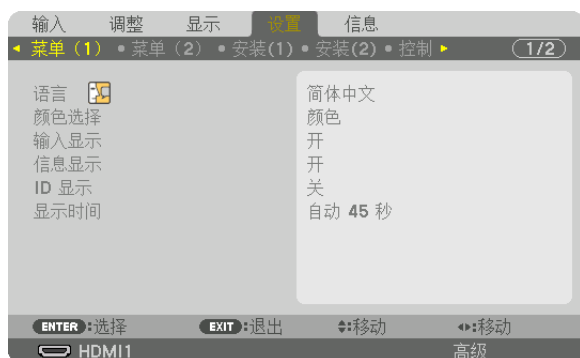 输入 调整 显示 设置 信息
菜单（1） 菜单（2） 安装(1) 安装(2) 控制 1/2
语言 简体中文
颜色选择 颜色
输入显示 开
信息显示 开
ID 显示 关
显示时间 自动 45 秒
ENTER:选择 EXIT:退出 :移动 :移动
HDMI1 高级